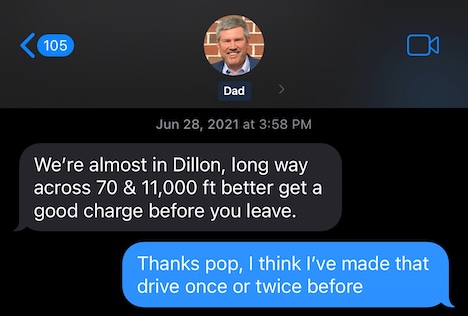 105
Dad
Jun 28, 2021 at 3:58 PM
We’re almost in Dillon, long way
across 70 & 11,000 ft better get a
good charge before you leave.
Thanks pop, I think I’ve made that
drive once or twice before